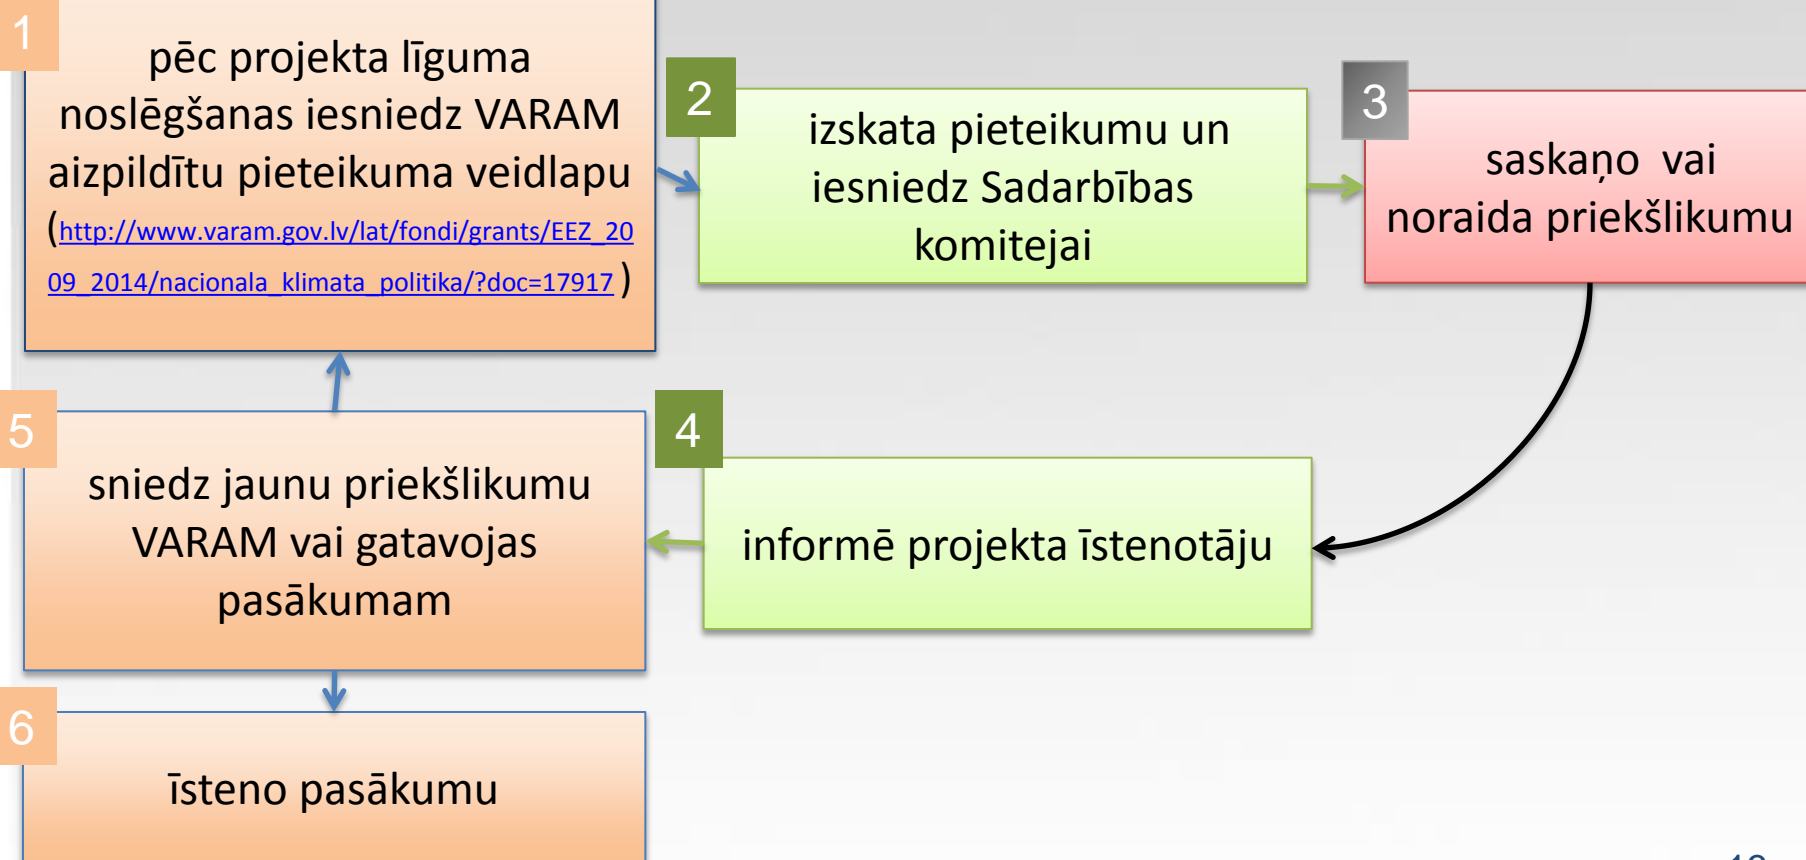 1
pēc projekta līguma
noslēgšanas iesniedz VARAM
aizpildītu pieteikuma veidlapu
(http://www.varam.gov.lv/lat/fondi/grants/EEZ_20
09_2014/nacionala_klimata_politika/?doc=17917 )
2
izskata pieteikumu un
iesniedz Sadarbības
komitejai
3
saskaņo vai
noraida priekšlikumu
4
informē projekta īstenotāju
5
sniedz jaunu priekšlikumu
VARAM vai gatavojas
pasākumam
6
īsteno pasākumu